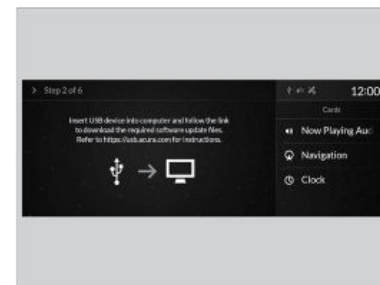 > Step 2 of 6
12:00
Insert USB device into computer and follow the link
to download the required software update files.
Refer to https://usb.acura.com for instructions.
Cards
Now Playing Aud
Navigation
Clock